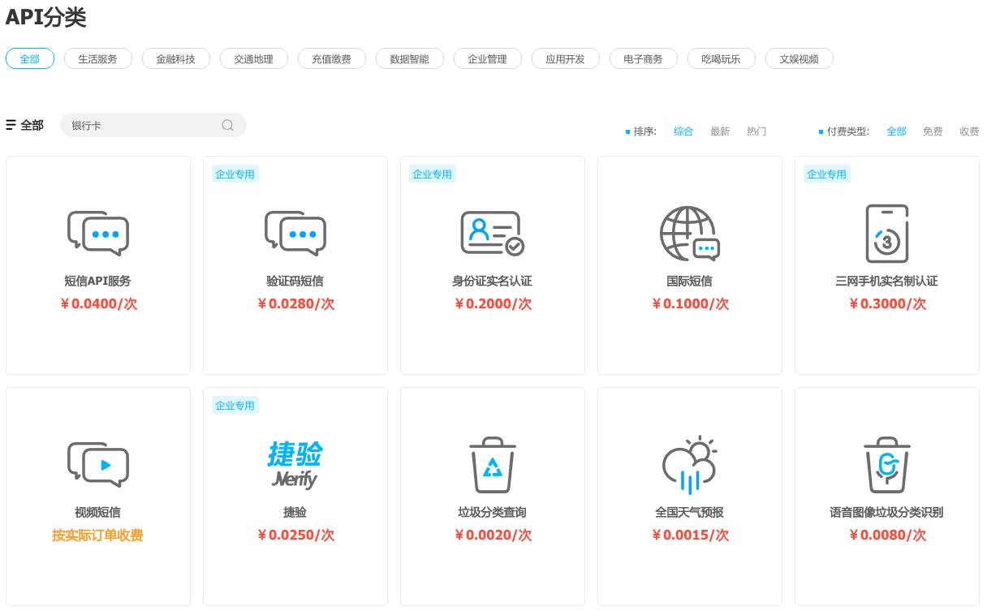 API分类
全部 生活服务 金融科技 交通地理 充值缴费 数据智能 企业管理 应用开发 电子商务 吃喝玩乐 文娱视频
全部 银行卡 排序: 综合 最新 热门 付费类型: 全部 免费 收费
企业专用 企业专用 企业专用
3
短信API服务 验证码短信 身份证实名认证 国际短信 三网手机实名制认证
¥0.0400/次 ¥0.0280/次 ¥0.2000/次 ¥0.1000/次 ¥0.3000/次
企业专用
捷验
JVerify
视频短信 捷验 垃圾分类查询 全国天气预报 语音图像垃圾分类识别
按实际订单收费 ¥0.0250/次 ¥0.0020/次 ¥0.0015/次 ¥0.0080/次